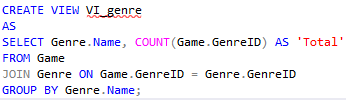 CREATE VIEW VI_genre
AS
SELECT Genre.Name, COUNT(Game.GenreID) AS 'Total'
FROM Game
JOIN Genre ON Game.GenreID = Genre.GenreID
GROUP BY Genre.Name;